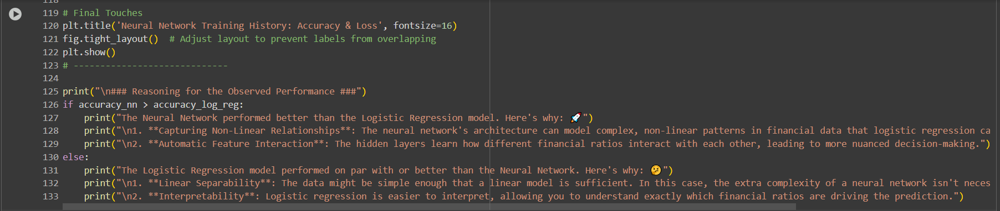 118
119 # Final Touches
120 plt.title('Neural Network Training History: Accuracy & Loss', fontsize=16)
121 fig.tight_layout()  # Adjust layout to prevent labels from overlapping
122 plt.show()
123 # -----------------------------
124
125 print("\n### Reasoning for the Observed Performance ###")
126 if accuracy_nn > accuracy_log_reg:
127     print("The Neural Network performed better than the Logistic Regression model. Here's why: 🚀")
128     print("\n1. **Capturing Non-Linear Relationships**: The neural network's architecture can model complex, non-linear patterns in financial data that logistic regression ca
129     print("\n2. **Automatic Feature Interaction**: The hidden layers learn how different financial ratios interact with each other, leading to more nuanced decision-making.")
130 else:
131     print("The Logistic Regression model performed on par with or better than the Neural Network. Here's why: 🤔")
132     print("\n1. **Linear Separability**: The data might be simple enough that a linear model is sufficient. In this case, the extra complexity of a neural network isn't neces
133     print("\n2. **Interpretability**: Logistic regression is easier to interpret, allowing you to understand exactly which financial ratios are driving the prediction.")